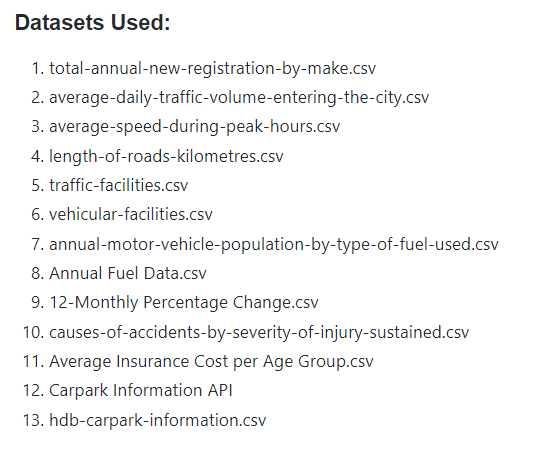 Datasets Used:
1. total-annual-new-registration-by-make.csv
2. average-daily-traffic-volume-entering-the-city.csv
3. average-speed-during-peak-hours.csv
4. length-of-roads-kilometres.csv
5. traffic-facilities.csv
6. vehicular-facilities.csv
7. annual-motor-vehicle-population-by-type-of-fuel-used.csv
8. Annual Fuel Data.csv
9. 12-Monthly Percentage Change.csv
10. causes-of-accidents-by-severity-of-injury-sustained.csv
11. Average Insurance Cost per Age Group.csv
12. Carpark Information API
13. hdb-carpark-information.csv